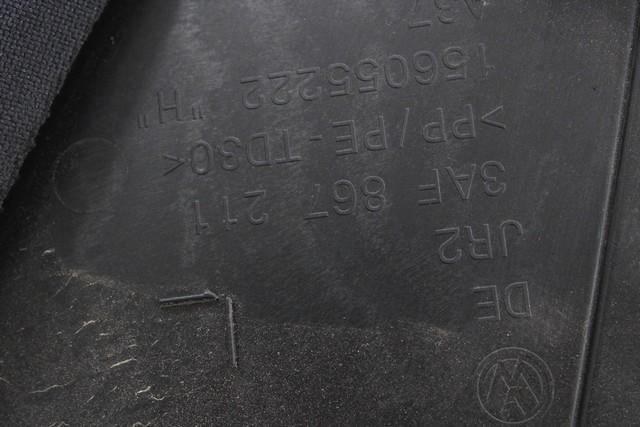 DE
JR2
3AF 867 211
>PP/PE-TD30<
156055222 "H"